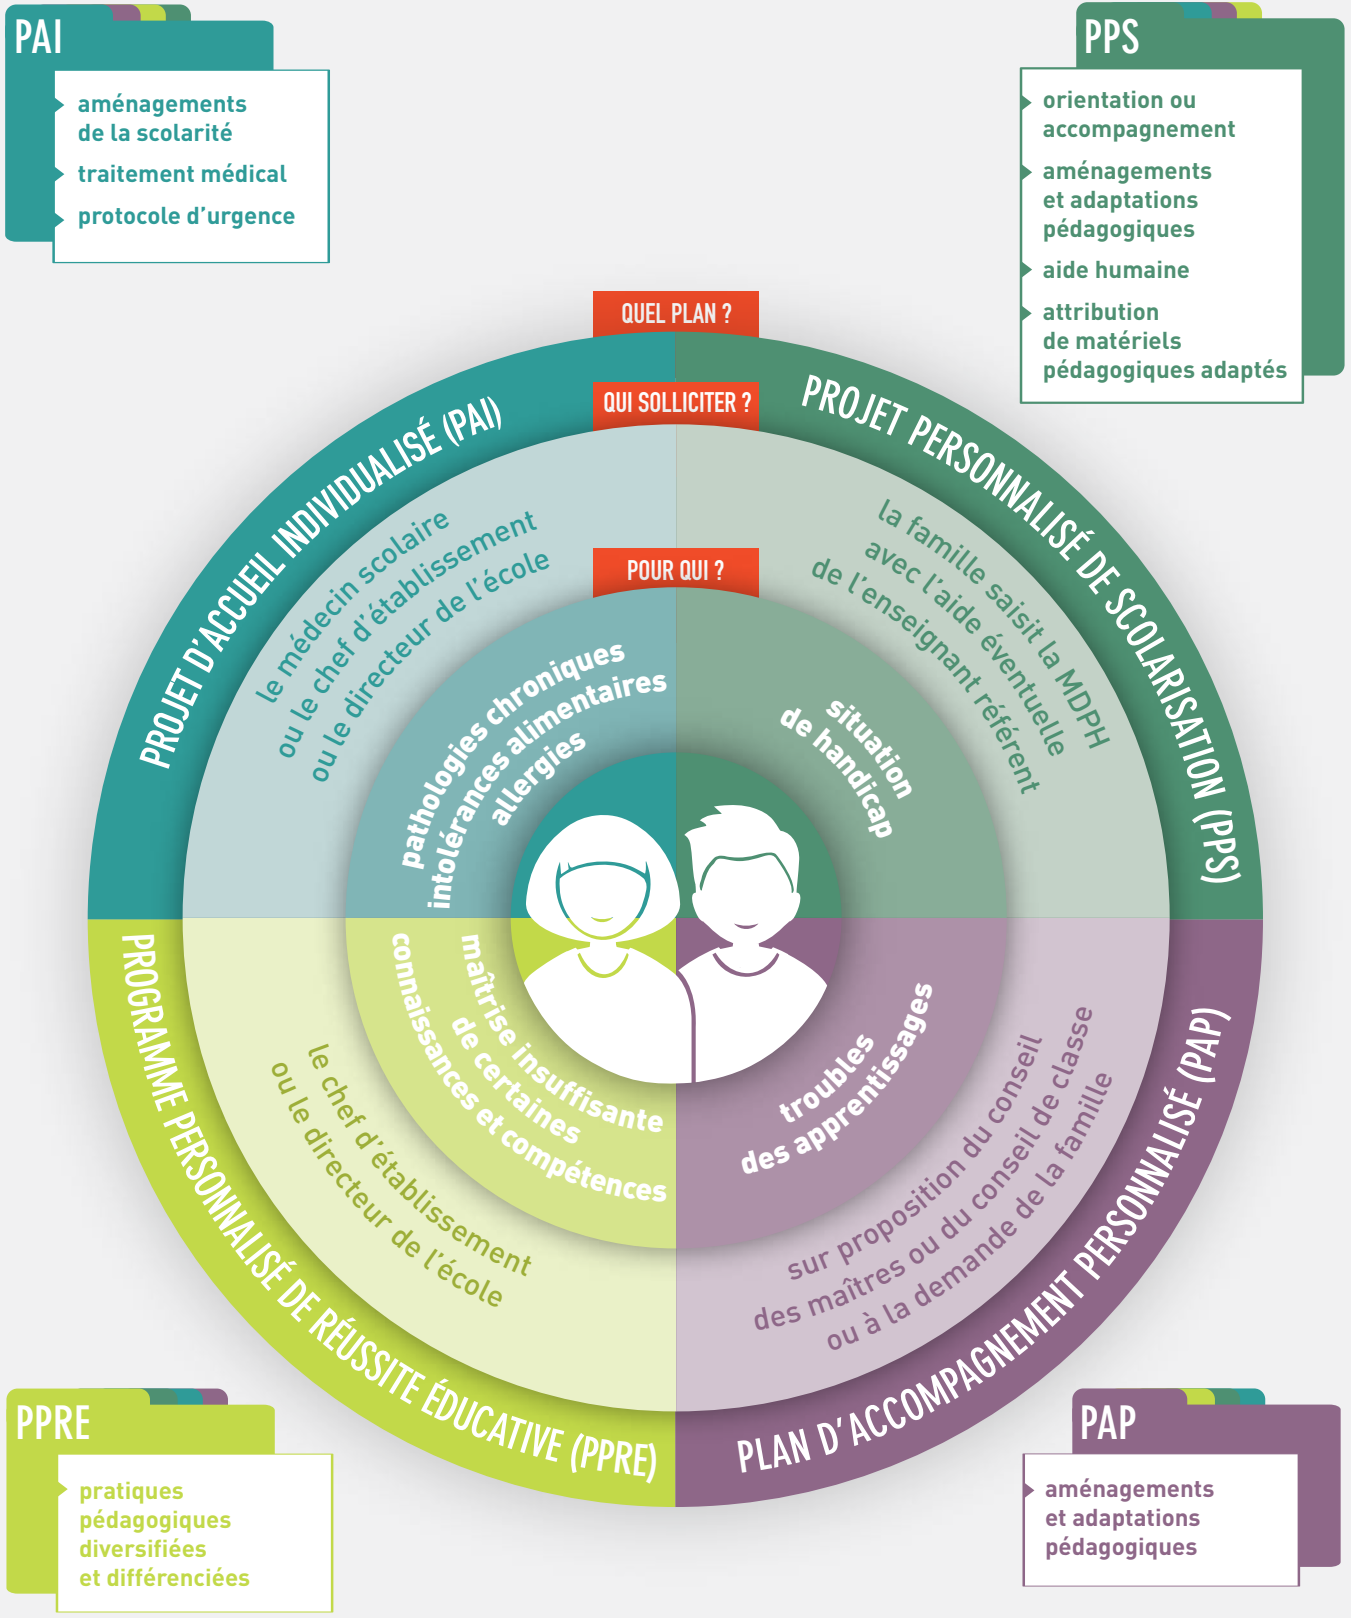 PAI
aménagements
de la scolarité
traitement médical
protocole d’urgence
PPS
orientation ou
accompagnement
aménagements
et adaptations
pédagogiques
aide humaine
attribution
de matériels
pédagogiques adaptés
QUEL PLAN ?
QUI SOLLICITER ?
POUR QUI ?
PROJET D’ACCUEIL INDIVIDUALISÉ (PAI)
le médecin scolaire
ou le chef d’établissement
ou le directeur de l’école
pathologies chroniques
intolérances alimentaires
allergies
PROJET PERSONNALISÉ DE SCOLARISATION (PPS)
la famille saisit la MDPH
avec l’aide éventuelle
de l’enseignant référent
situation
de handicap
PROGRAMME PERSONNALISÉ DE RÉUSSITE ÉDUCATIVE (PPRE)
le chef d’établissement
ou le directeur de l’école
maîtrise insuffisante
de certaines
connaissances et compétences
PLAN D’ACCOMPAGNEMENT PERSONNALISÉ (PAP)
sur proposition du conseil
des maîtres ou du conseil de classe
ou à la demande de la famille
troubles
des apprentissages
PPRE
pratiques
pédagogiques
diversifiées
et différenciées
PAP
aménagements
et adaptations
pédagogiques